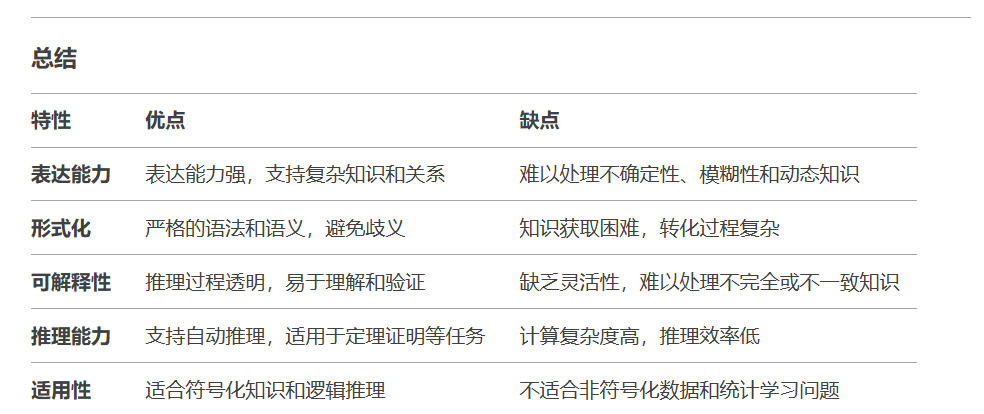 总结
特性 优点 缺点
表达能力 表达能力强，支持复杂知识和关系 难以处理不确定性、模糊性和动态知识
形式化 严格的语法和语义，避免歧义 知识获取困难，转化过程复杂
可解释性 推理过程透明，易于理解和验证 缺乏灵活性，难以处理不完全或不一致知识
推理能力 支持自动推理，适用于定理证明等任务 计算复杂度高，推理效率低
适用性 适合符号化知识和逻辑推理 不适合非符号化数据和统计学习问题